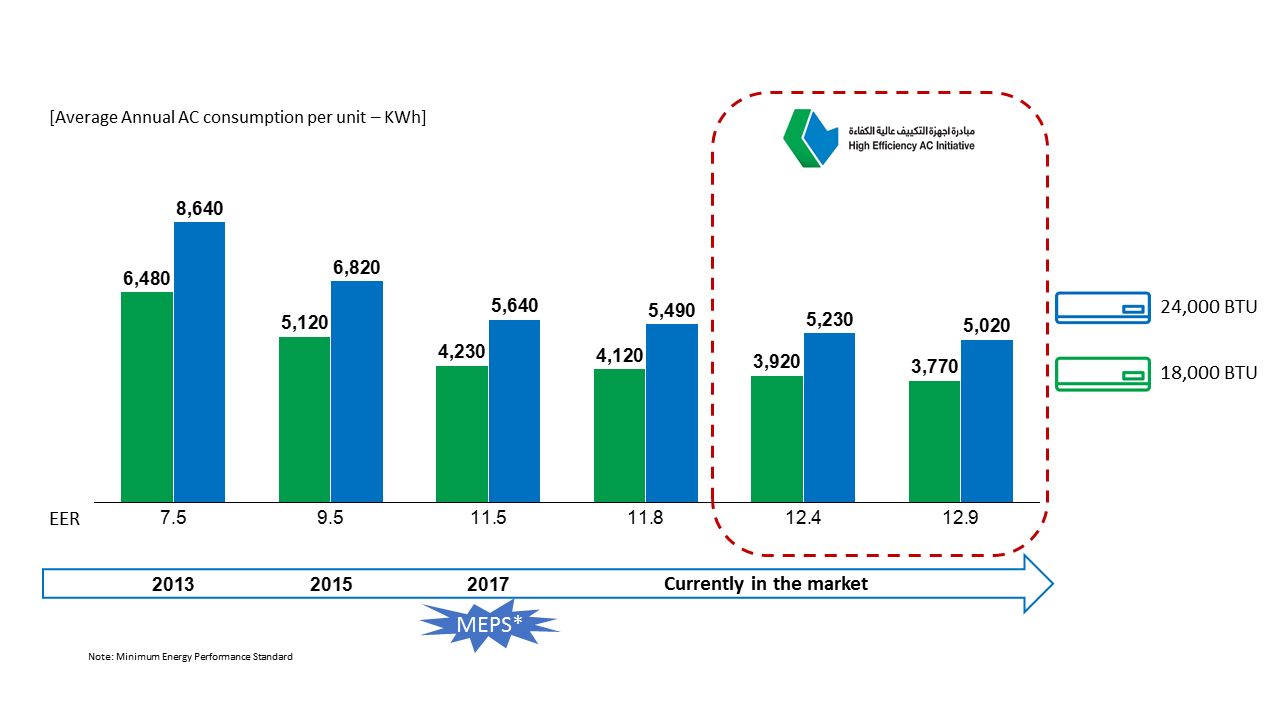 [Average Annual AC consumption per unit – KWh]
مبادرة أجهزة التكييف عالية الكفاءة
High Efficiency AC Initiative
8,640
6,480
6,820
5,120
5,640
4,230
5,490
4,120
5,230
3,920
5,020
3,770
24,000 BTU
18,000 BTU
EER 7.5 9.5 11.5 11.8 12.4 12.9
2013 2015 2017 Currently in the market
MEPS*
Note: Minimum Energy Performance Standard